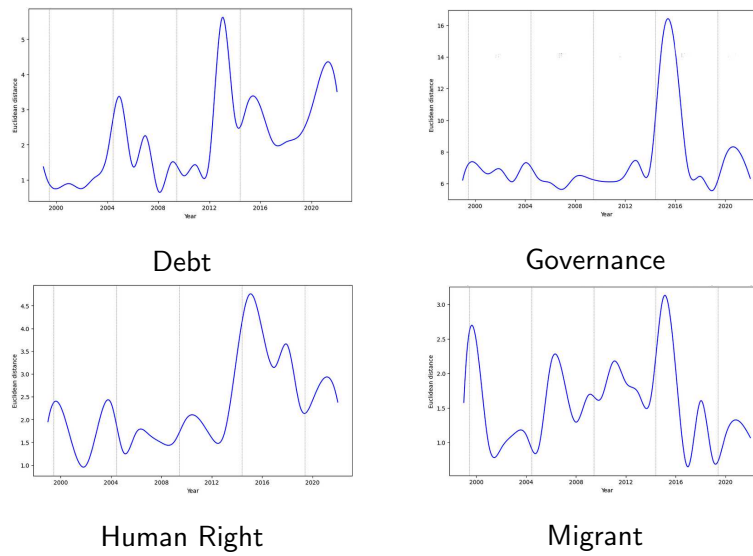 5
4
3
2
1
Euclidean distance
2000 2004 2008 2012 2016 2020
Year
Debt
16
14
12
10
8
6
Euclidean distance
2000 2004 2008 2012 2016 2020
Year
Governance
4.5
4.0
3.5
3.0
2.5
2.0
1.5
1.0
Euclidean distance
2000 2004 2008 2012 2016 2020
Year
Human Right
3.0
2.5
2.0
1.5
1.0
Euclidean distance
2000 2004 2008 2012 2016 2020
Year
Migrant